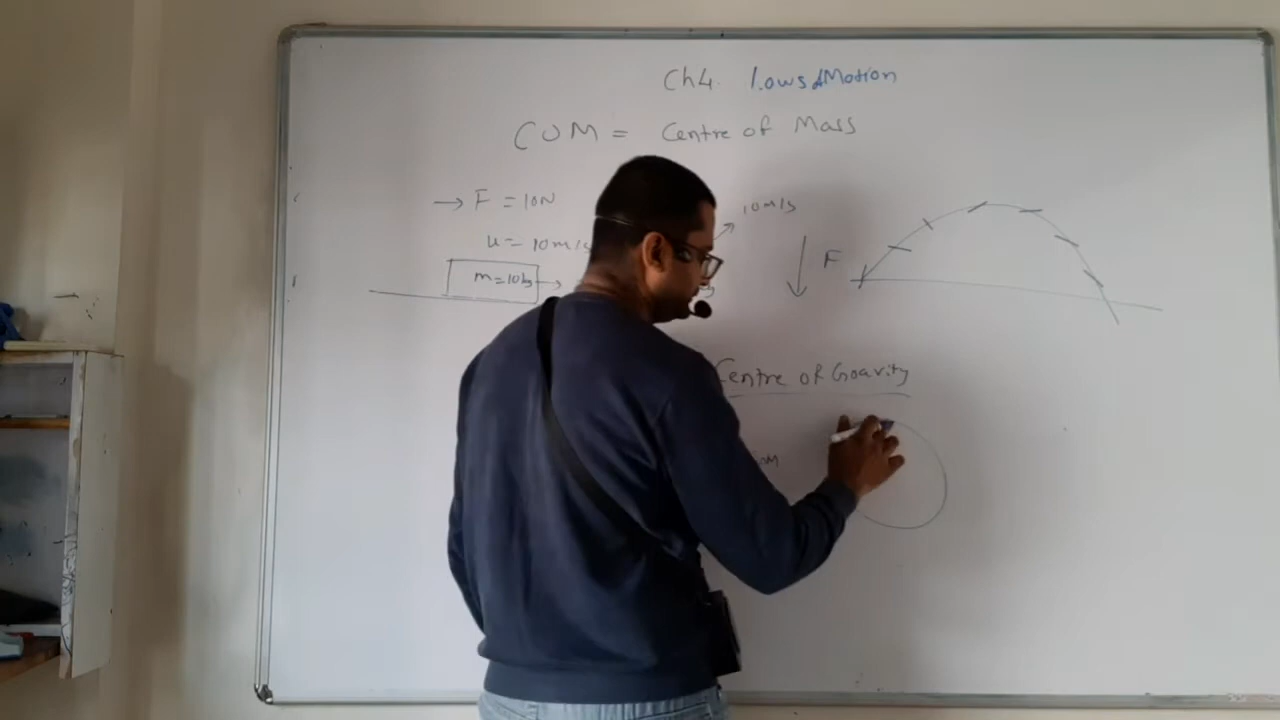 Ch4 Laws of Motion
COM = Centre of Mass
→ F = 10N
10m/s
u = 10m/s
F
m=10kg
Centre of Gravity